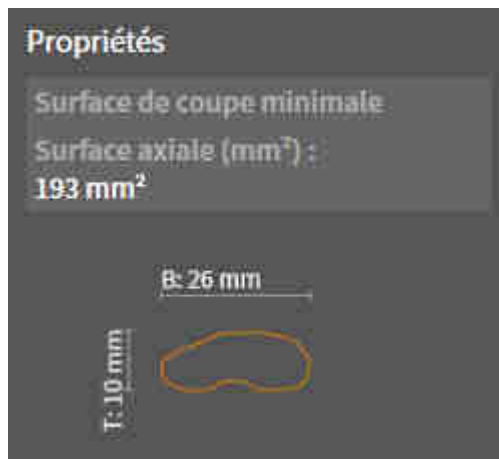 Propriétés
Surface de coupe minimale
Surface axiale (mm²) :
193 mm²
B: 26 mm
T: 10 mm